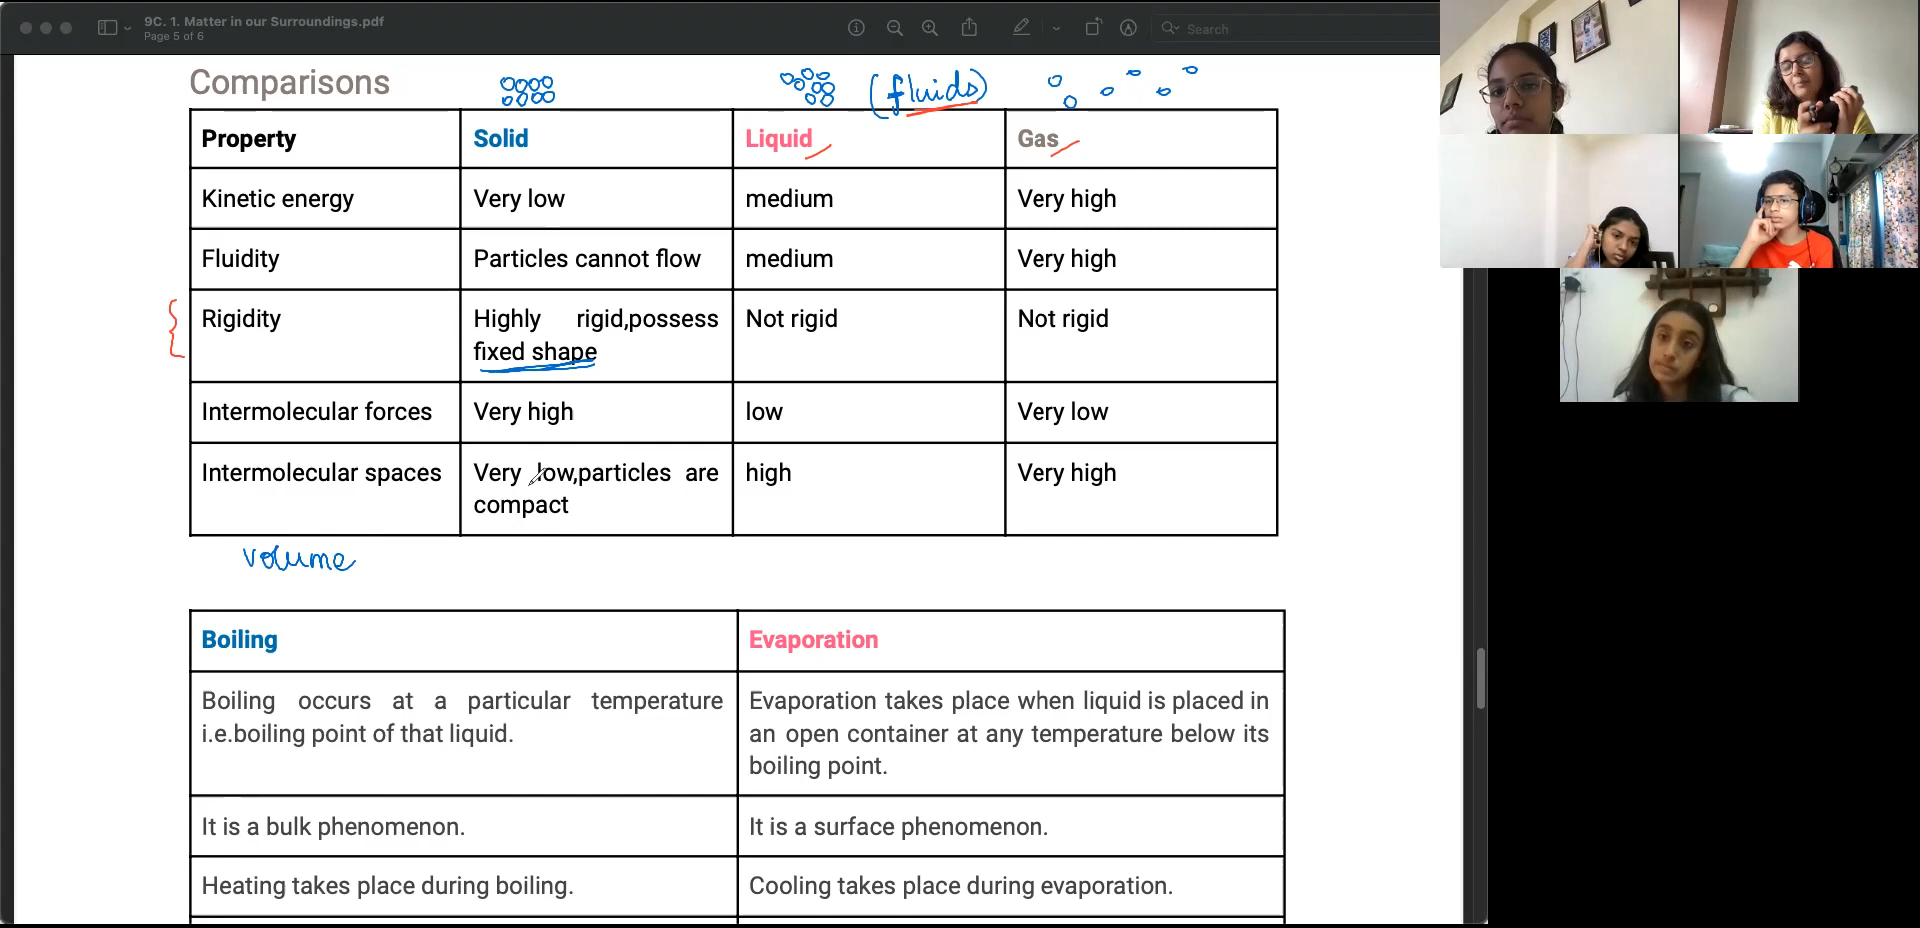 9C. 1. Matter in our Surroundings.pdf
Page 5 of 6
Search
Comparisons
(fluids)
Property Solid Liquid Gas
Kinetic energy Very low medium Very high
Fluidity Particles cannot flow medium Very high
Rigidity Highly rigid,possess Not rigid Not rigid
fixed shape
Intermolecular forces Very high low Very low
Intermolecular spaces Very low,particles are high Very high
compact
volume
Boiling Evaporation
Boiling occurs at a particular temperature Evaporation takes place when liquid is placed in
i.e.boiling point of that liquid. an open container at any temperature below its
boiling point.
It is a bulk phenomenon. It is a surface phenomenon.
Heating takes place during boiling. Cooling takes place during evaporation.